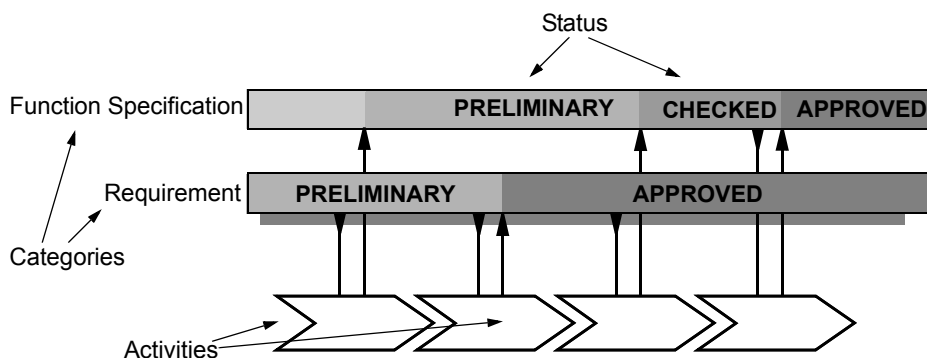 Status
Function Specification PRELIMINARY CHECKED APPROVED
Requirement PRELIMINARY APPROVED
Categories
Activities